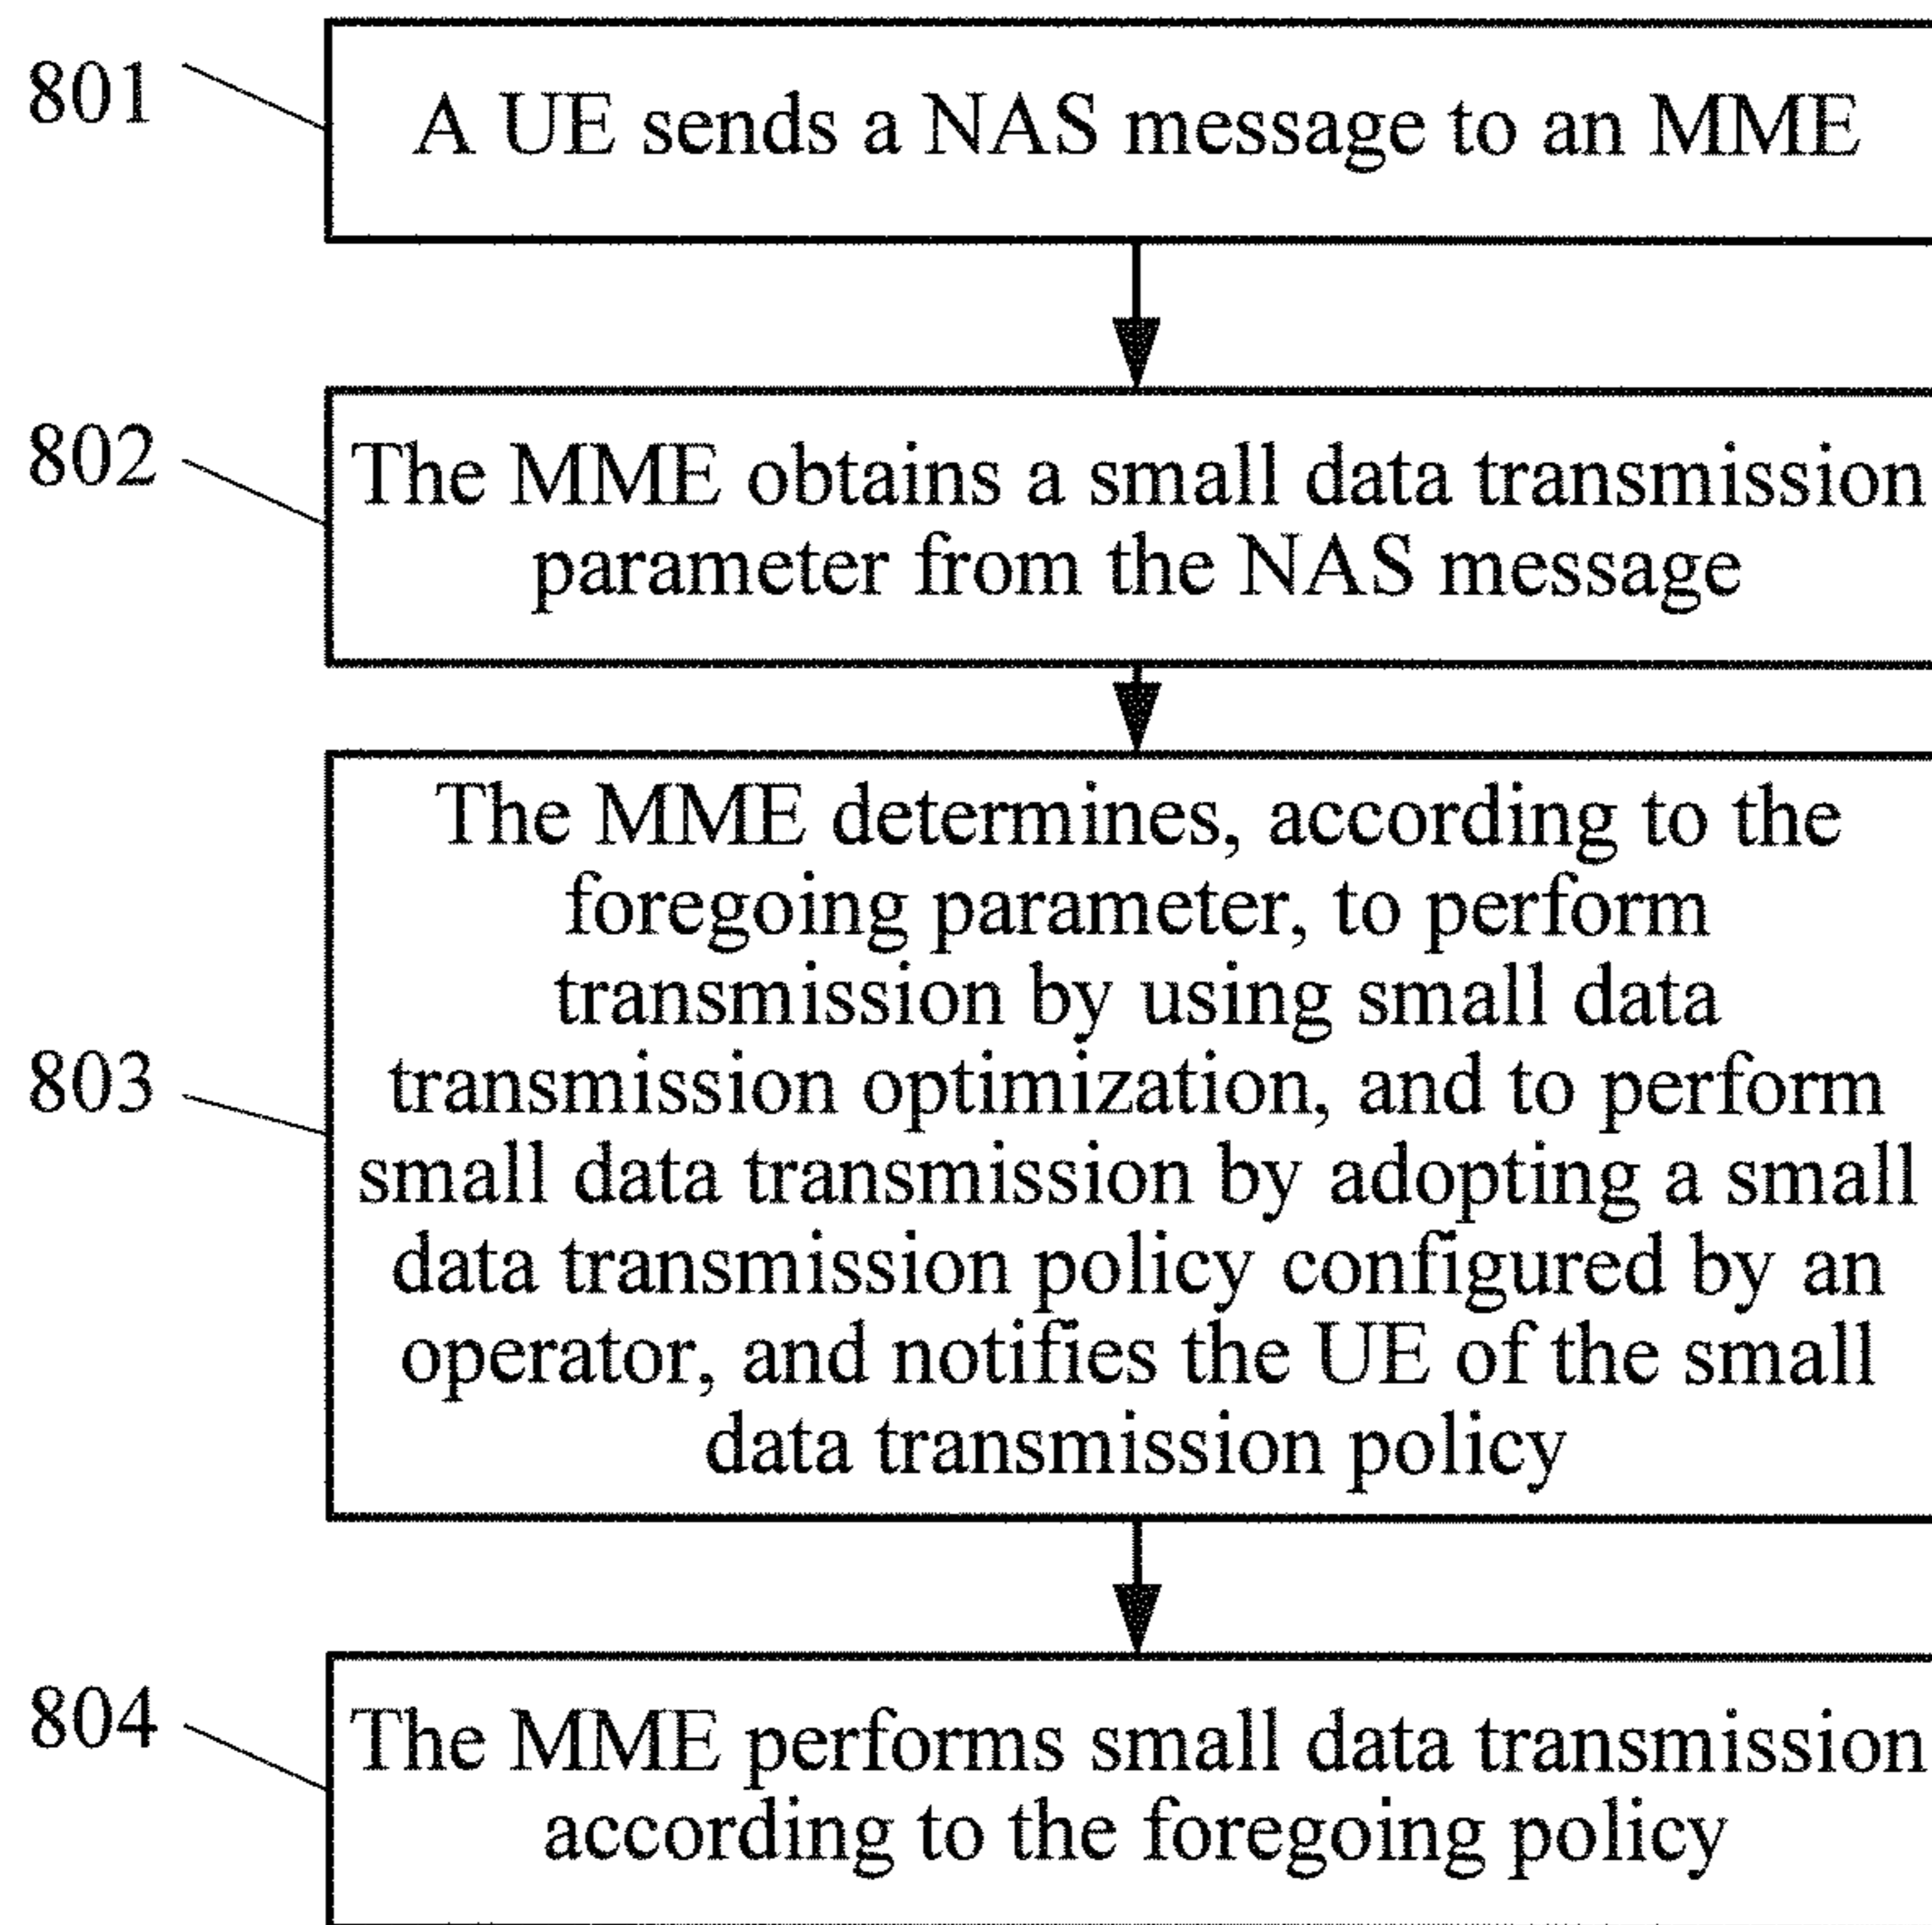 801
A UE sends a NAS message to an MME
802
The MME obtains a small data transmission
parameter from the NAS message
803
The MME determines, according to the
foregoing parameter, to perform
transmission by using small data
transmission optimization, and to perform
small data transmission by adopting a small
data transmission policy configured by an
operator, and notifies the UE of the small
data transmission policy
804
The MME performs small data transmission
according to the foregoing policy